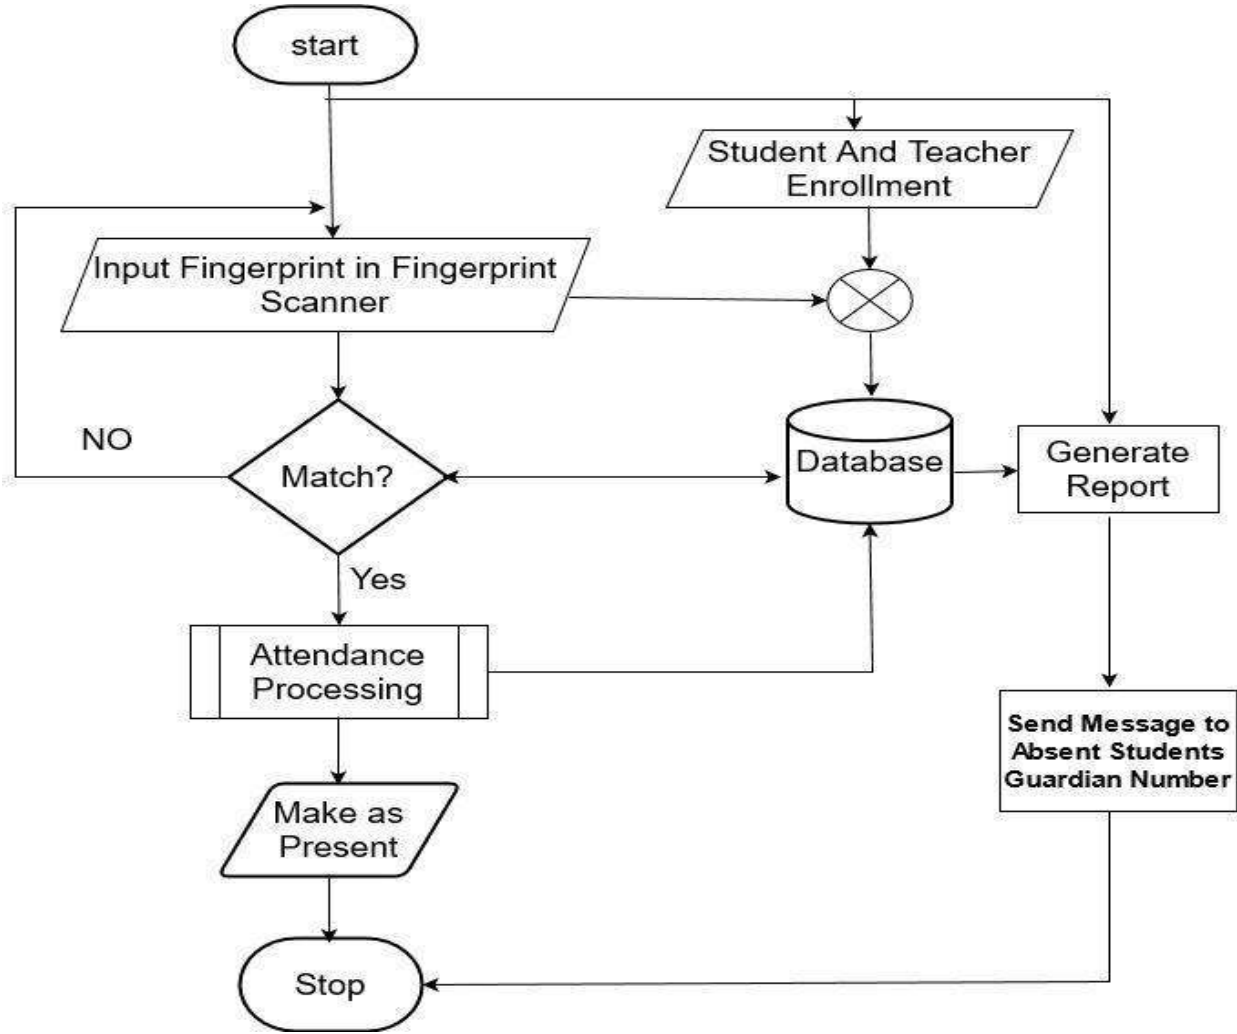 start
Student And Teacher
Enrollment
Input Fingerprint in Fingerprint
Scanner
NO
Match?
Database
Generate
Report
Yes
Attendance
Processing
Send Message to
Absent Students
Guardian Number
Make as
Present
Stop